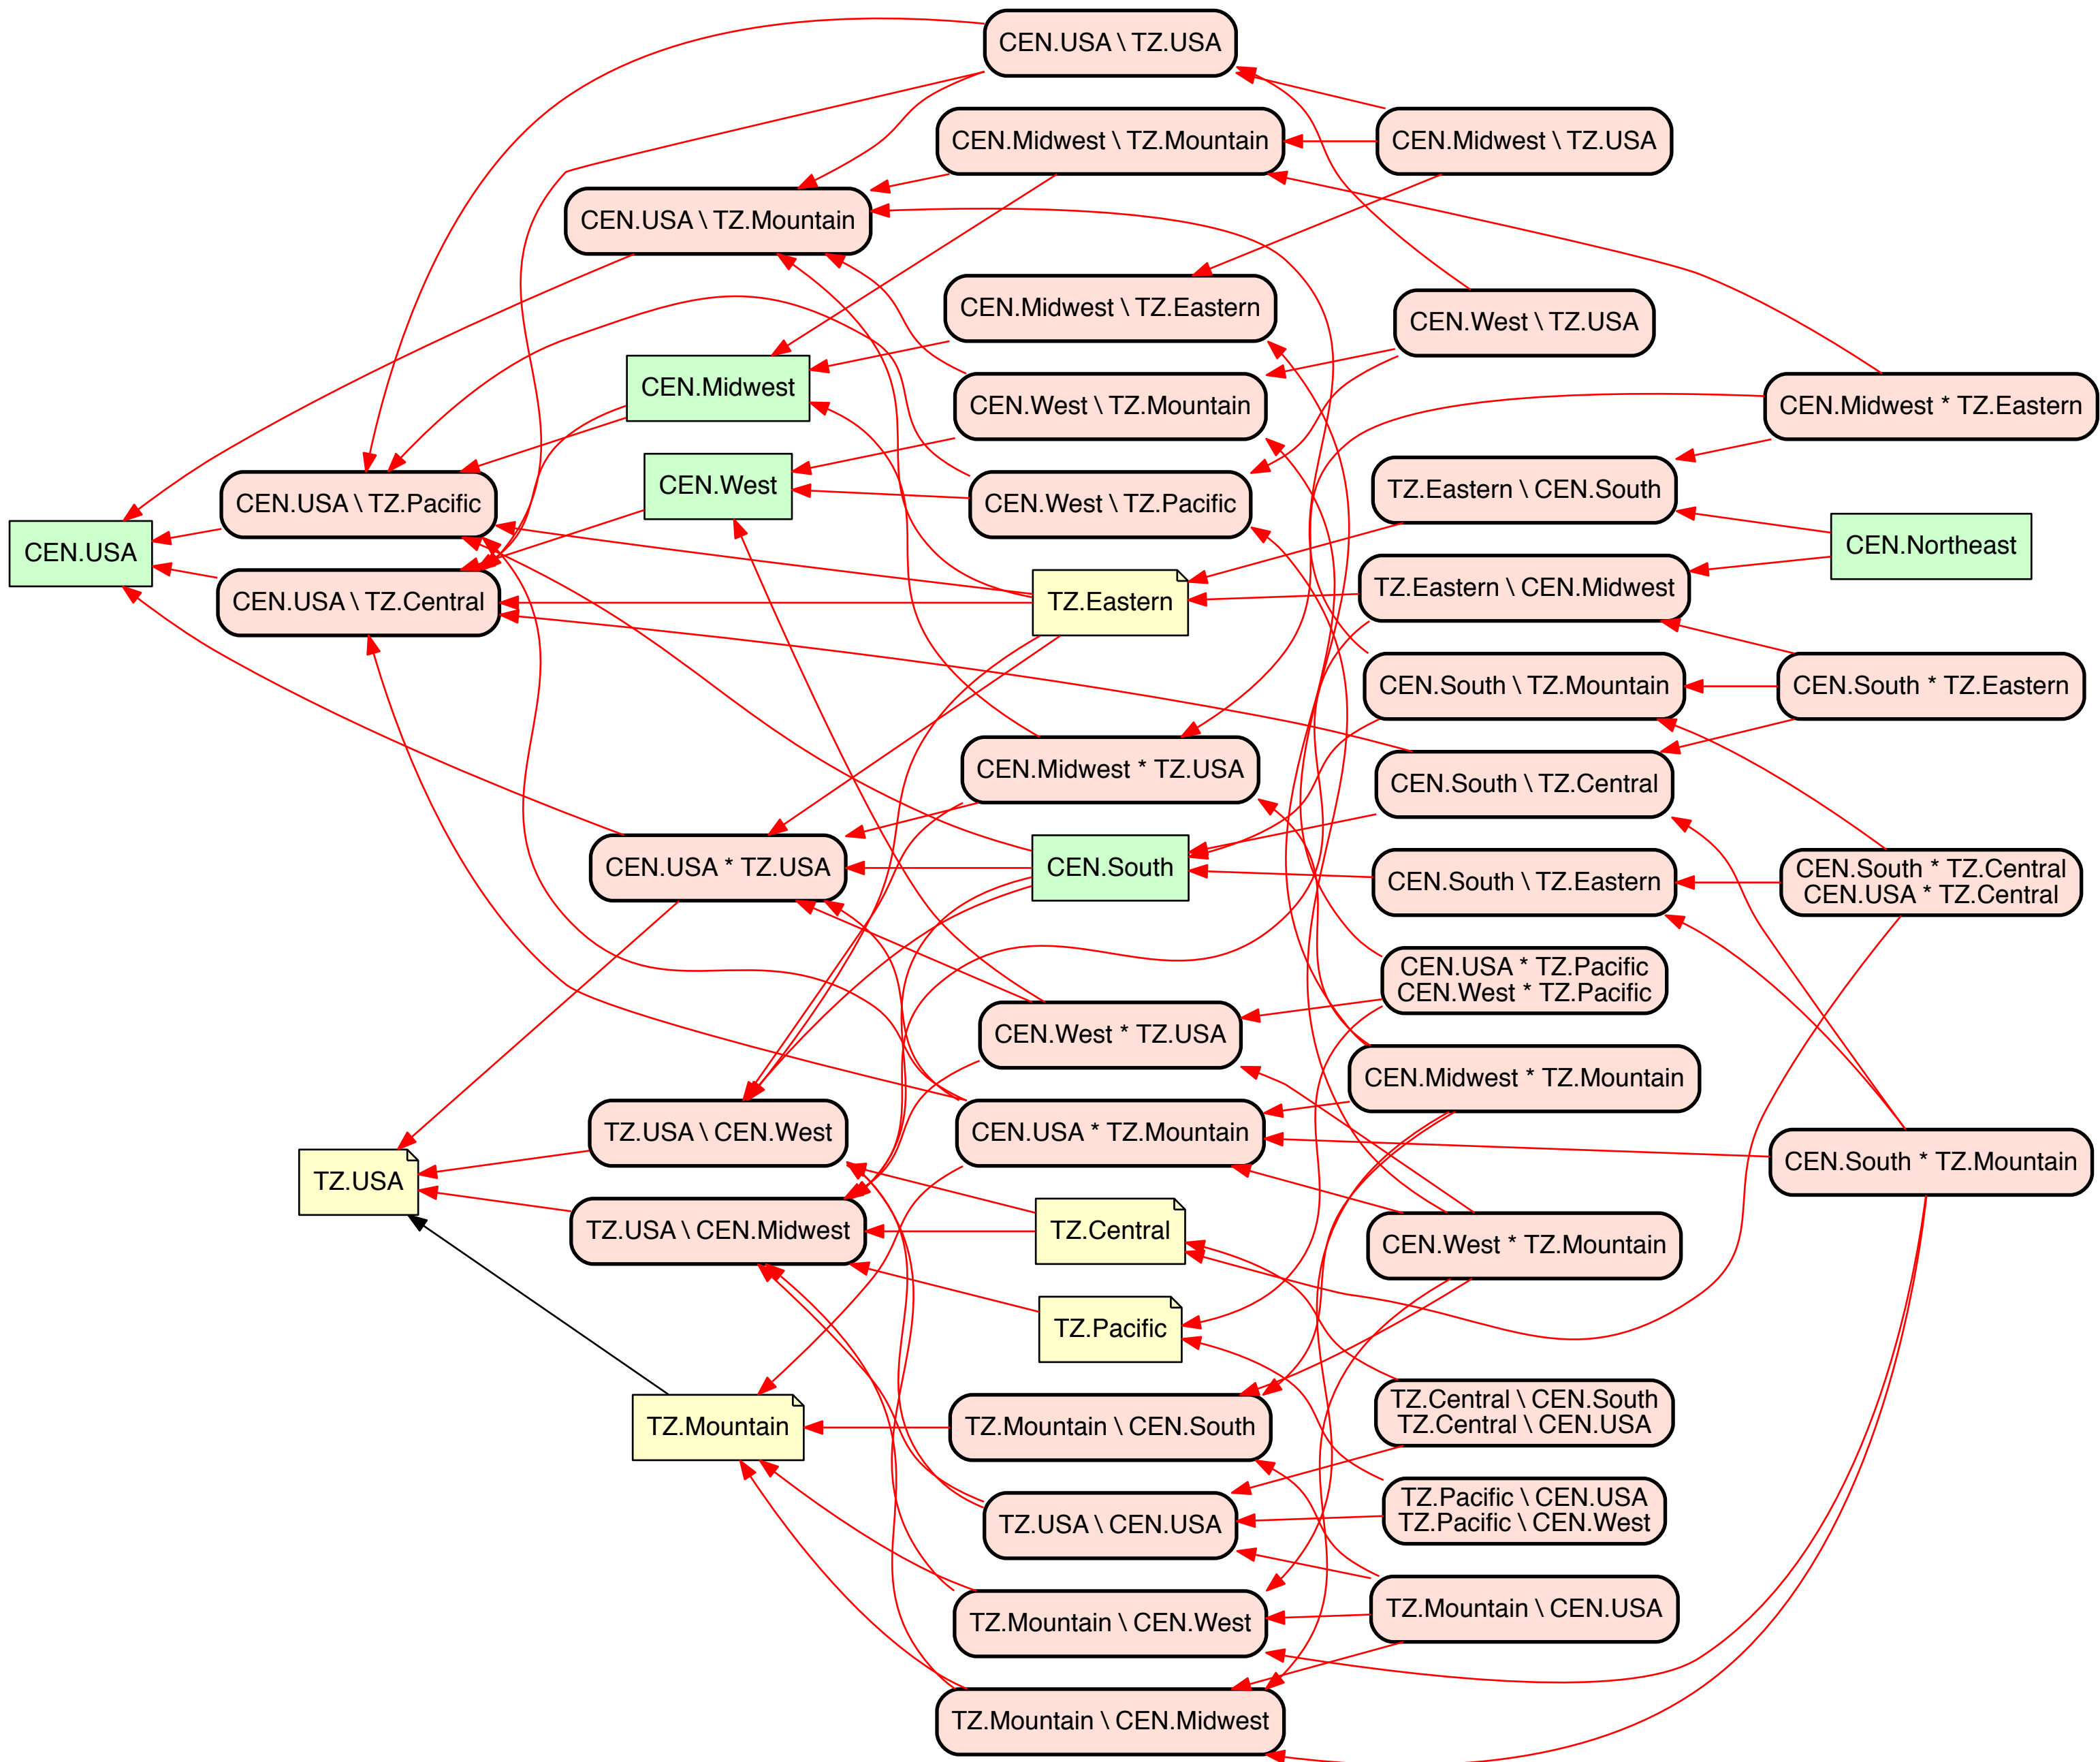 CEN.USA \ TZ.USA
CEN.Midwest \ TZ.Mountain
CEN.Midwest \ TZ.USA
CEN.USA \ TZ.Mountain
CEN.Midwest \ TZ.Eastern
CEN.West \ TZ.USA
CEN.Midwest
CEN.West \ TZ.Mountain
CEN.Midwest * TZ.Eastern
CEN.West
CEN.USA \ TZ.Pacific
CEN.West \ TZ.Pacific
TZ.Eastern \ CEN.South
CEN.USA
CEN.Northeast
CEN.USA \ TZ.Central
TZ.Eastern
TZ.Eastern \ CEN.Midwest
CEN.South \ TZ.Mountain
CEN.South * TZ.Eastern
CEN.Midwest * TZ.USA
CEN.South \ TZ.Central
CEN.USA * TZ.USA
CEN.South
CEN.South \ TZ.Eastern
CEN.South * TZ.Central
CEN.USA * TZ.Central
CEN.USA * TZ.Pacific
CEN.West * TZ.Pacific
CEN.West * TZ.USA
CEN.Midwest * TZ.Mountain
TZ.USA \ CEN.West
CEN.USA * TZ.Mountain
CEN.South * TZ.Mountain
TZ.USA
TZ.USA \ CEN.Midwest
TZ.Central
CEN.West * TZ.Mountain
TZ.Pacific
TZ.Mountain
TZ.Mountain \ CEN.South
TZ.Central \ CEN.South
TZ.Central \ CEN.USA
TZ.USA \ CEN.USA
TZ.Pacific \ CEN.USA
TZ.Pacific \ CEN.West
TZ.Mountain \ CEN.West
TZ.Mountain \ CEN.USA
TZ.Mountain \ CEN.Midwest